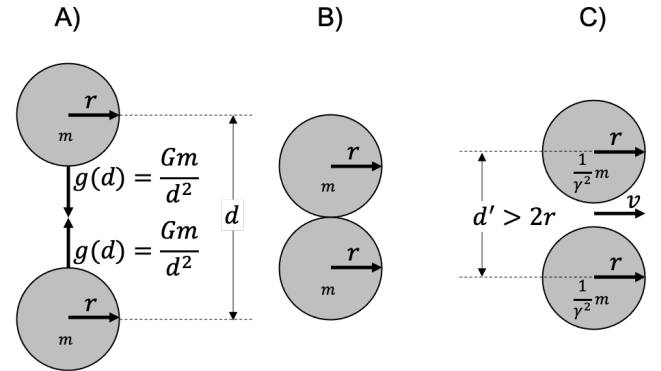 A)
B)
C)
r
m
g(d) = Gm/d²
g(d) = Gm/d²
r
m
d
r
m
r
m
r
1/γ² m
v
d′ > 2r
r
1/γ² m